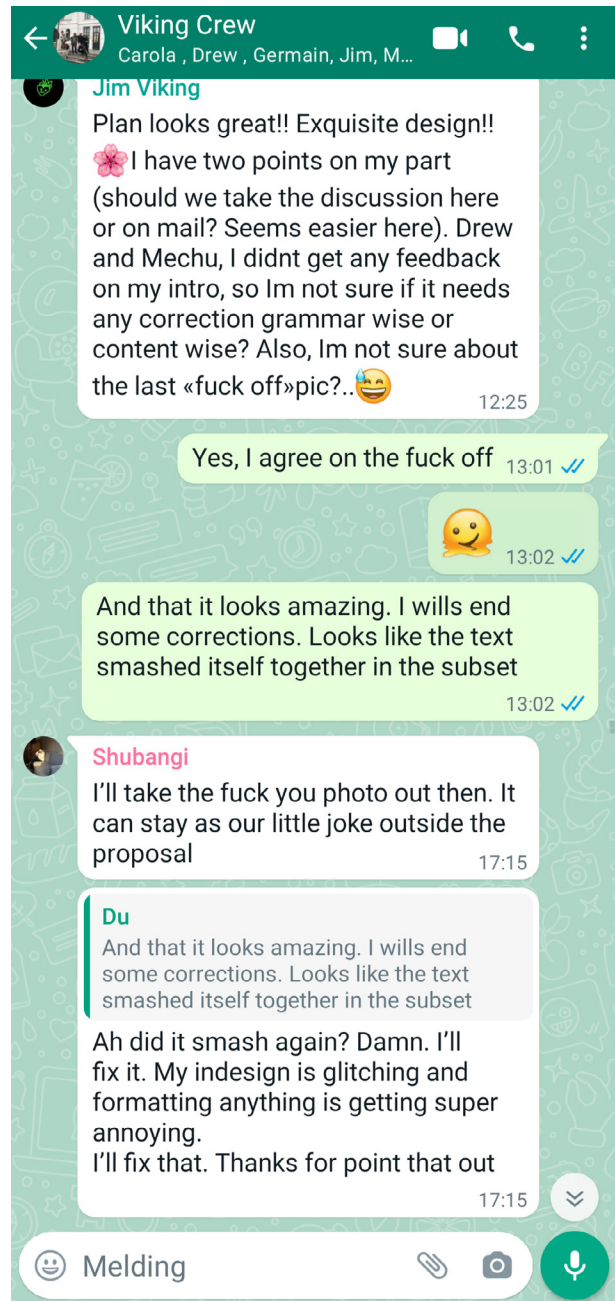 Viking Crew
Carola , Drew , Germain, Jim, M...
Jim Viking
Plan looks great!! Exquisite design!!
🌸I have two points on my part
(should we take the discussion here
or on mail? Seems easier here). Drew
and Mechu, I didnt get any feedback
on my intro, so Im not sure if it needs
any correction grammar wise or
content wise? Also, Im not sure about
the last «fuck off»pic?..😅
12:25
Yes, I agree on the fuck off 13:01
🫠
13:02
And that it looks amazing. I wills end
some corrections. Looks like the text
smashed itself together in the subset
13:02
Shubangi
I’ll take the fuck you photo out then. It
can stay as our little joke outside the
proposal
17:15
Du
And that it looks amazing. I wills end
some corrections. Looks like the text
smashed itself together in the subset
Ah did it smash again? Damn. I’ll
fix it. My indesign is glitching and
formatting anything is getting super
annoying.
I’ll fix that. Thanks for point that out
17:15
Melding